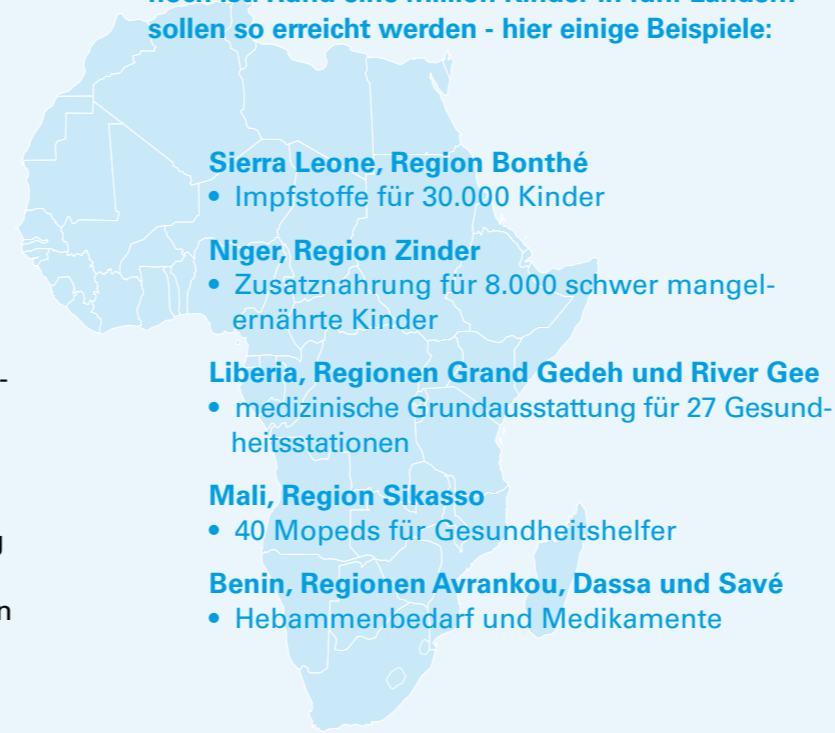 sollen so erreicht werden - hier einige Beispiele:
Sierra Leone, Region Bonthé
• Impfstoffe für 30.000 Kinder
Niger, Region Zinder
• Zusatznahrung für 8.000 schwer mangel-
ernährte Kinder
-
Liberia, Regionen Grand Gedeh und River Gee
• medizinische Grundausstattung für 27 Gesund-
heitsstationen
Mali, Region Sikasso
• 40 Mopeds für Gesundheitshelfer
Benin, Regionen Avrankou, Dassa und Savé
n
• Hebammenbedarf und Medikamente